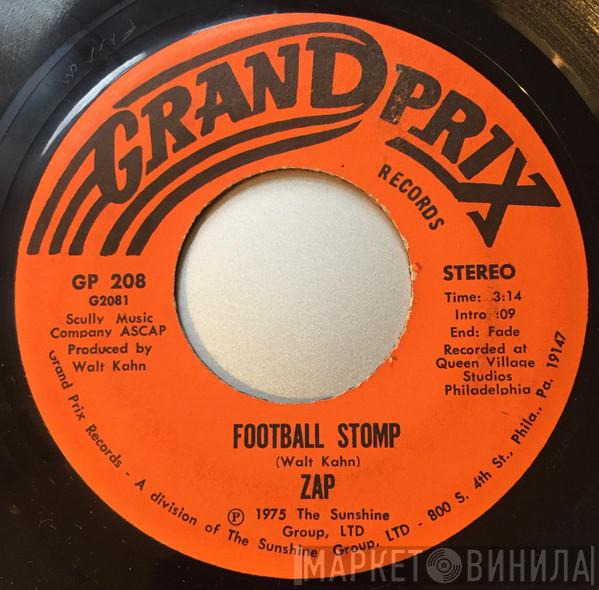 GRAND PRIX
RECORDS
GP 208
G2081
Scully Music
Company ASCAP
Produced by
Walt Kahn
STEREO
Time: 3:14
Intro :09
End: Fade
Recorded at
Queen Village
Studios
Philadelphia
FOOTBALL STOMP
(Walt Kahn)
ZAP
℗ 1975 The Sunshine
Group, LTD
Grand Prix Records - A division of The Sunshine Group, LTD - 800 S. 4th St., Phila., Pa. 19147
МАРКЕТ ВИНИЛА